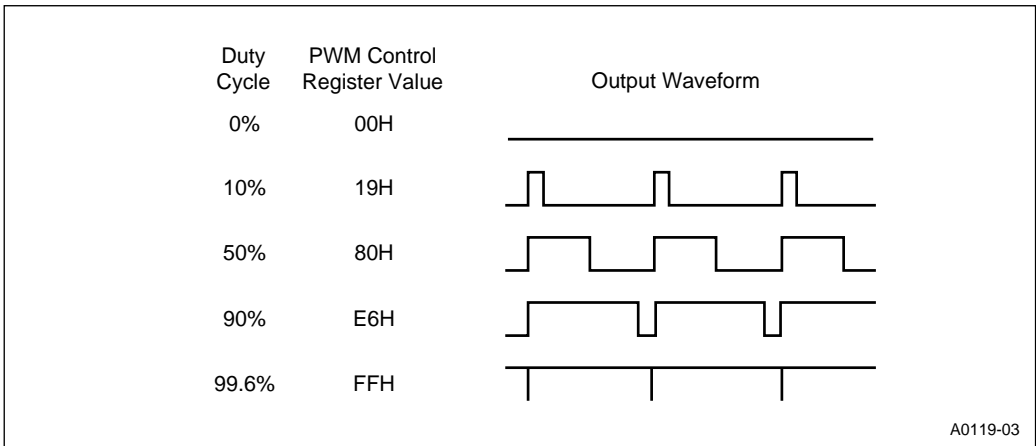 Duty Cycle
PWM Control Register Value
Output Waveform
0% 00H
10% 19H
50% 80H
90% E6H
99.6% FFH
A0119-03